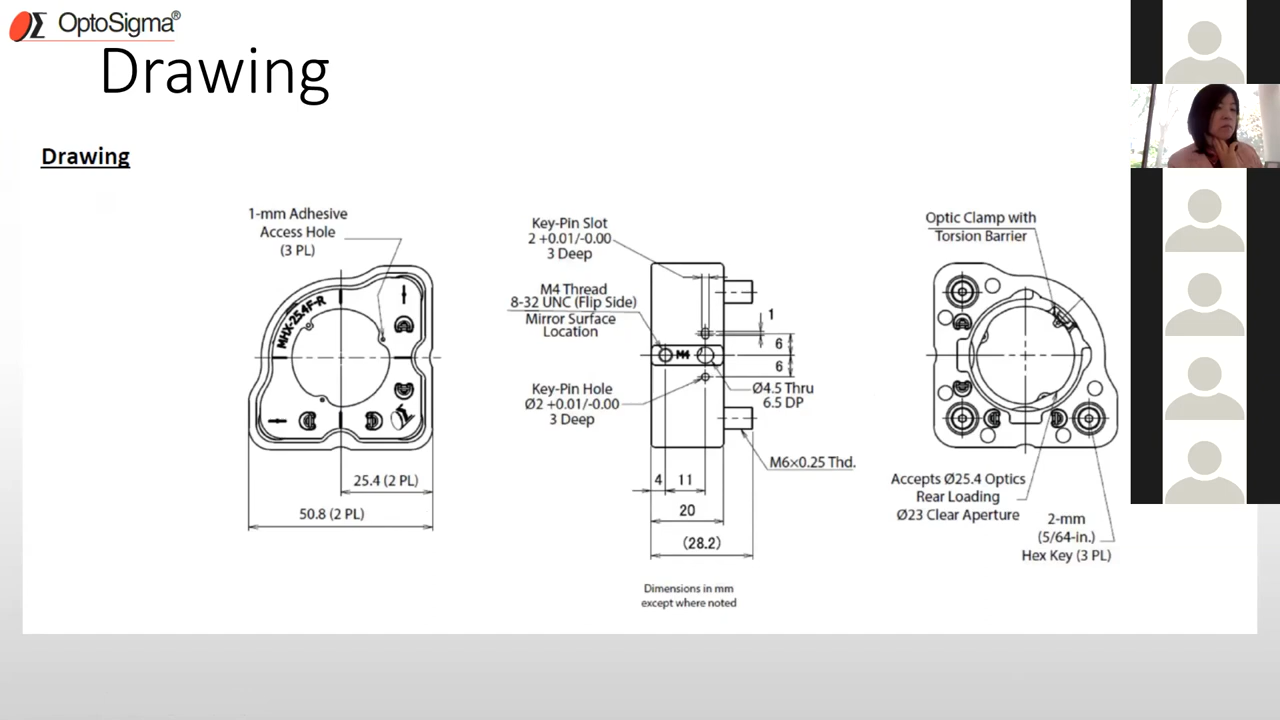 OptoSigma®
Drawing
Drawing
1-mm Adhesive
Access Hole
(3 PL)
MHX-25.4F-R
25.4 (2 PL)
50.8 (2 PL)
Key-Pin Slot
2 +0.01/-0.00
3 Deep
M4 Thread
8-32 UNC (Flip Side)
Mirror Surface
Location
Key-Pin Hole
Ø2 +0.01/-0.00
3 Deep
M4
1
6
6
Ø4.5 Thru
6.5 DP
M6×0.25 Thd.
4
11
20
(28.2)
Dimensions in mm
except where noted
Optic Clamp with
Torsion Barrier
Accepts Ø25.4 Optics
Rear Loading
Ø23 Clear Aperture
2-mm
(5/64-in.)
Hex Key (3 PL)